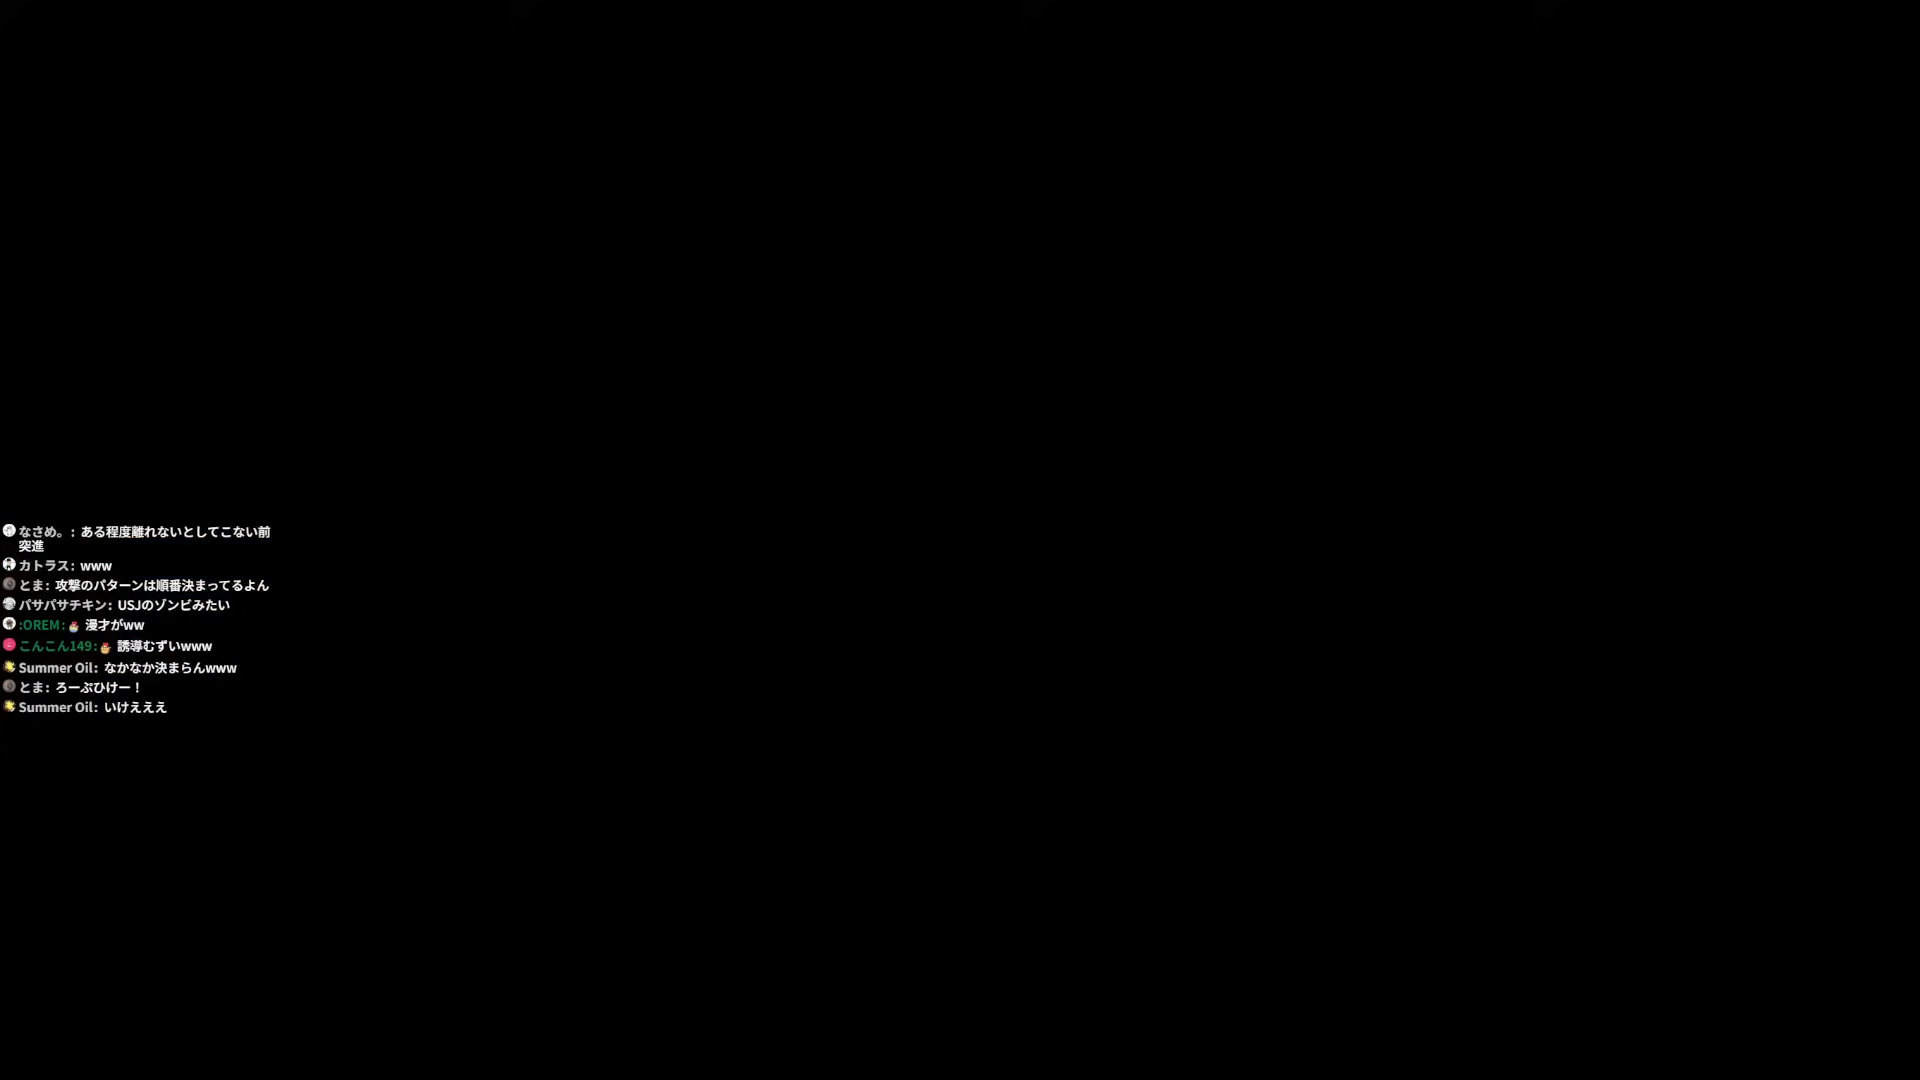 なさめ。: ある程度離れないとしてこない前
突進
カトラス: www
とま: 攻撃のパターンは順番決まってるよん
パサパサチキン: USJのゾンビみたい
:OREM: 漫才がww
こんこん149: 誘導むずいwww
Summer Oil: なかなか決まらんwww
とま: ろーぷひけー！
Summer Oil: いけえええ